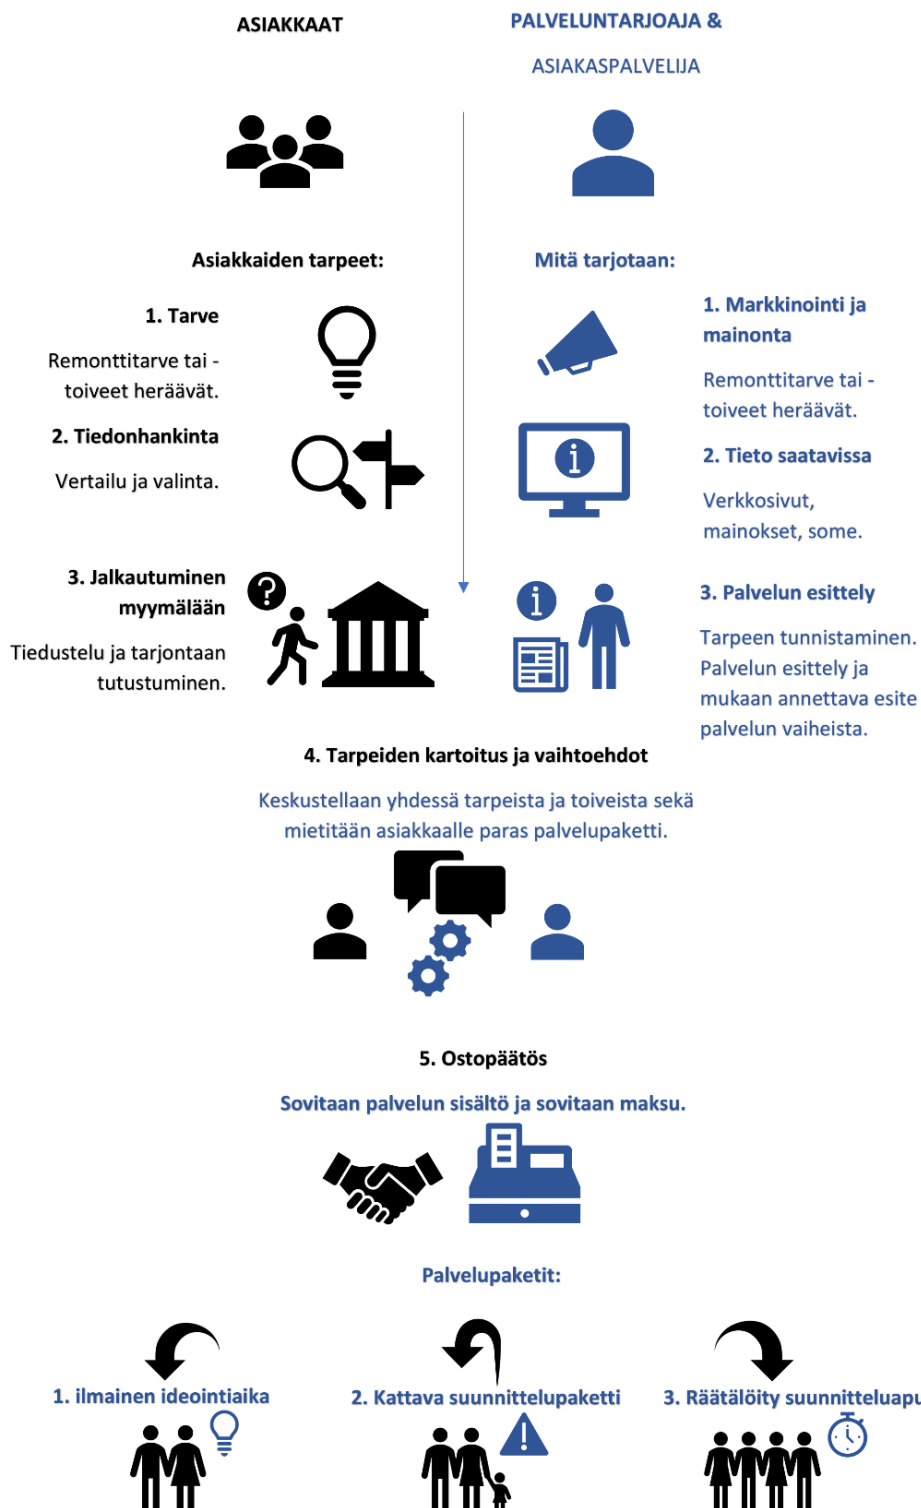 ASIAKKAAT
PALVELUNTARJOAJA &
ASIAKASPALVELIJA
Asiakkaiden tarpeet:
1. Tarve
Remonttitarve tai -
toiveet heräävät.
2. Tiedonhankinta
Vertailu ja valinta.
3. Jalkautuminen
myymälään
Tiedustelu ja tarjontaan
tutustuminen.
Mitä tarjotaan:
1. Markkinointi ja
mainonta
Remonttitarve tai -
toiveet heräävät.
2. Tieto saatavissa
Verkkosivut,
mainokset, some.
3. Palvelun esittely
Tarpeen tunnistaminen.
Palvelun esittely ja
mukaan annettava esite
palvelun vaiheista.
4. Tarpeiden kartoitus ja vaihtoehdot
Keskustellaan yhdessä tarpeista ja toiveista sekä
mietitään asiakkaalle paras palvelupaketti.
5. Ostopäätös
Sovitaan palvelun sisältö ja sovitaan maksu.
Palvelupaketit:
1. ilmainen ideointiaika
2. Kattava suunnittelupaketti
3. Räätälöity suunnitteluapu